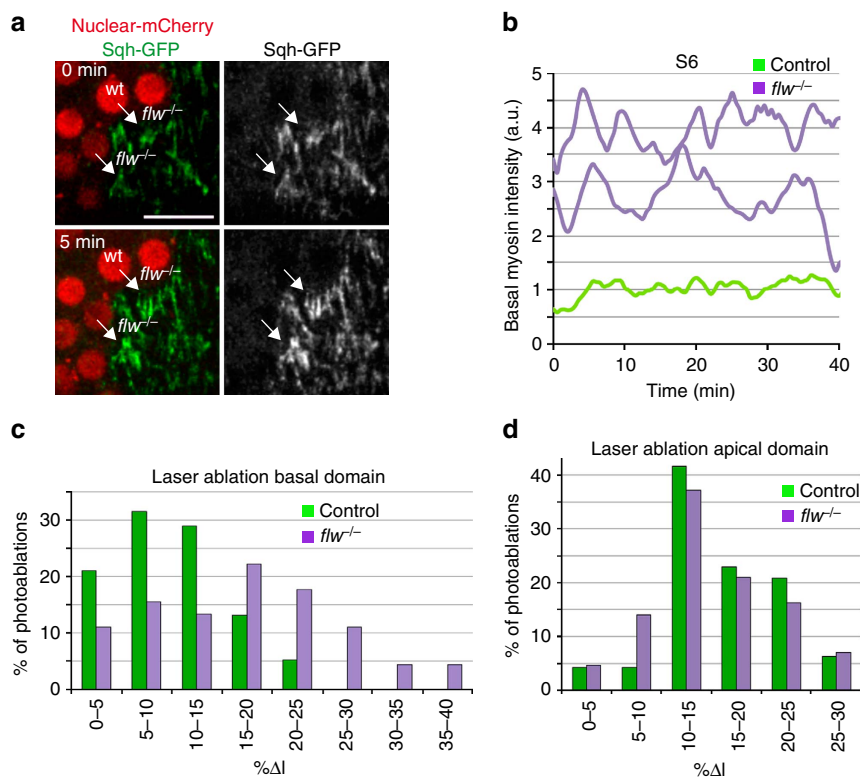 a
Nuclear-mCherry
Sqh-GFP
Sqh-GFP
0 min
wt
flw–/–
flw–/–
5 min
wt
flw–/–
flw–/–
b
S6
Control
flw–/–
Basal myosin intensity (a.u.)
5
4
3
2
1
0
0 10 20 30 40
Time (min)
c
Laser ablation basal domain
Control
flw–/–
% of photoablations
30
20
10
0
0–5 5–10 10–15 15–20 20–25 25–30 30–35 35–40
%ΔI
d
Laser ablation apical domain
Control
flw–/–
% of photoablations
40
30
20
10
0
0–5 5–10 10–15 15–20 20–25 25–30
%ΔI